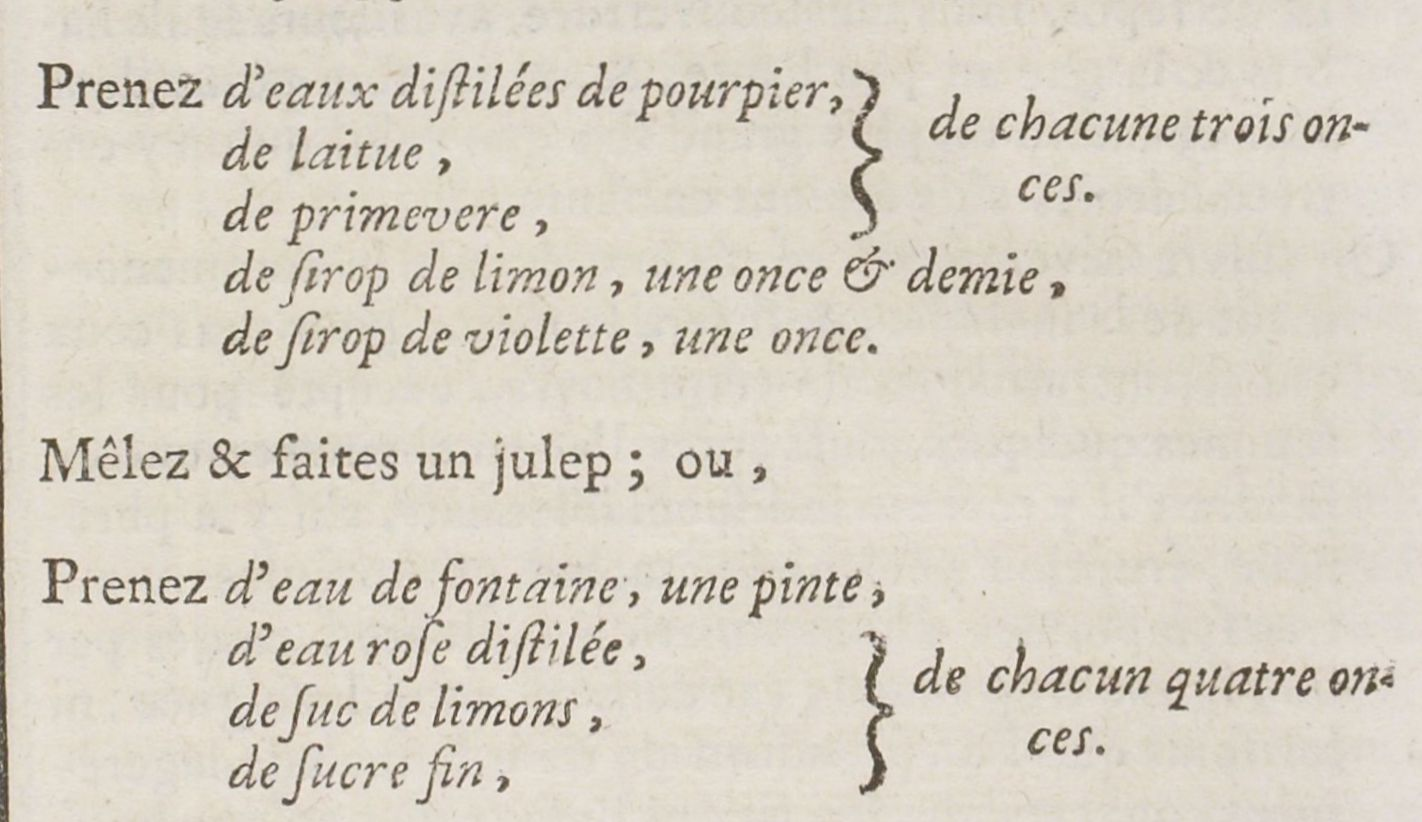 Prenez d'eaux diſtilées de pourpier,
de laitue,
de primevere,
de chacune trois on-
ces.
de ſirop de limon, une once & demie,
de ſirop de violette, une once.
Mêlez & faites un julep; ou,
Prenez d'eau de fontaine, une pinte;
d'eau roſe diſtilée,
de ſuc de limons,
de ſucre fin,
de chacun quatre on-
ces.